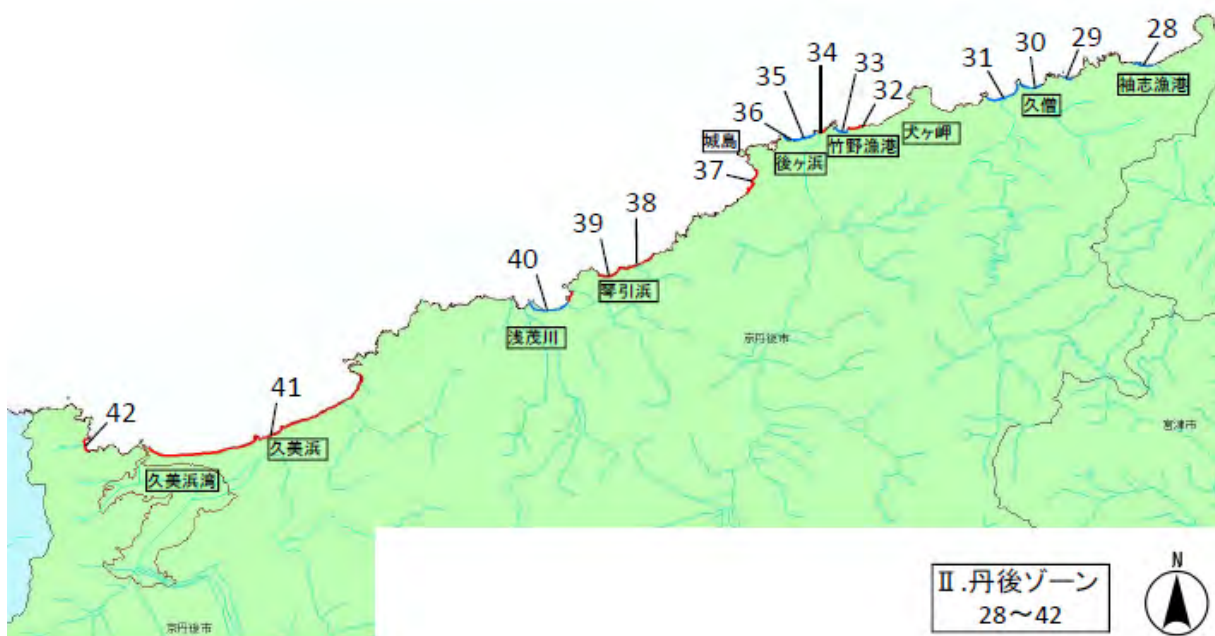 28
29
30
31
袖志漁港
久僧
32
33
34
35
36
犬ヶ岬
竹野漁港
後ヶ浜
城島
37
38
39
琴引浜
40
浅茂川
京丹後市
宮津市
41
42
久美浜
久美浜湾
京丹後市
Ⅱ.丹後ゾーン
28～42
N